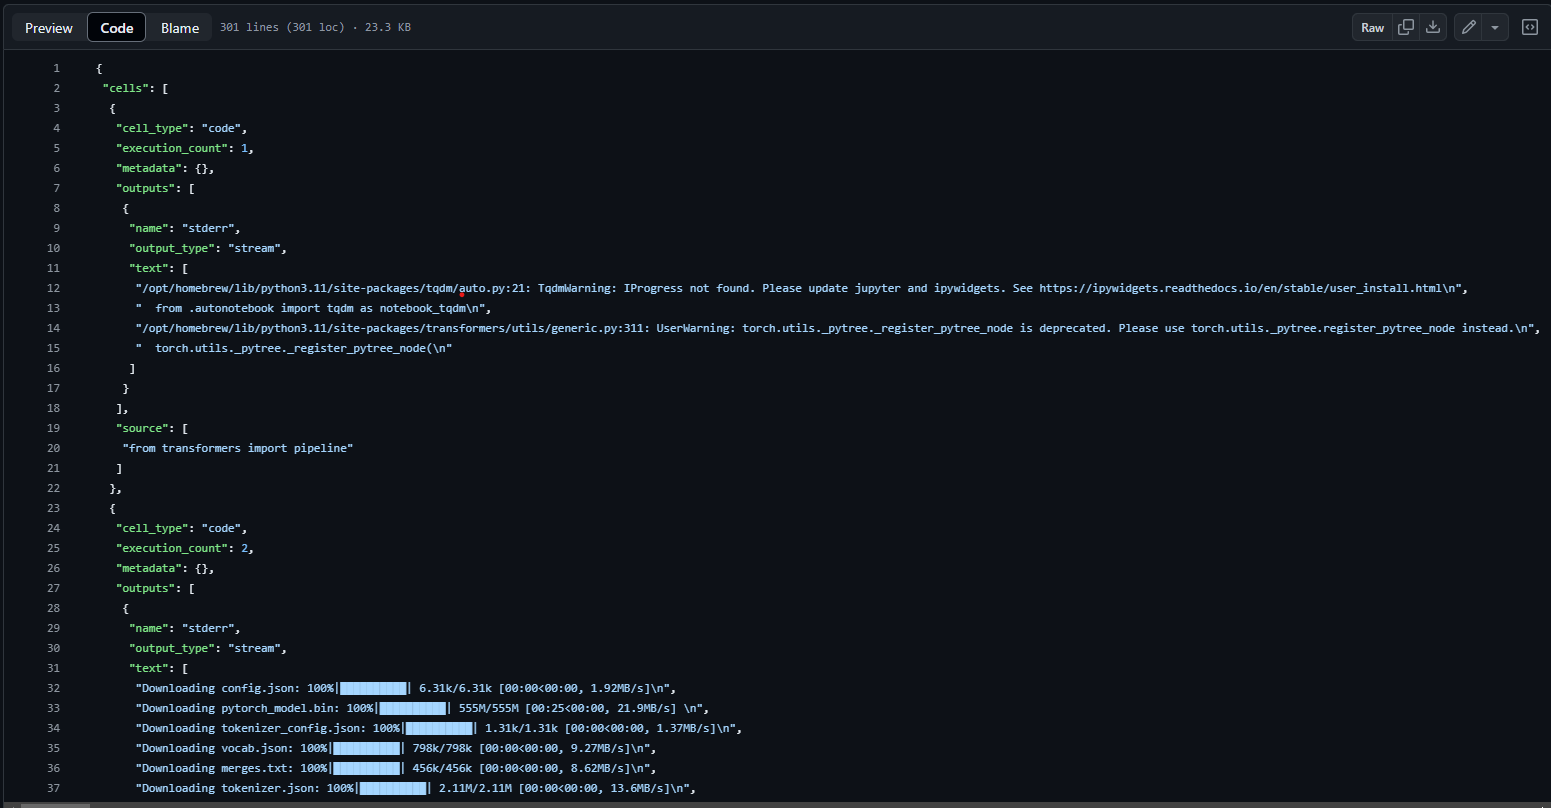 Preview Code Blame 301 lines (301 loc) · 23.3 KB Raw
1 {
2 "cells": [
3 {
4 "cell_type": "code",
5 "execution_count": 1,
6 "metadata": {},
7 "outputs": [
8 {
9 "name": "stderr",
10 "output_type": "stream",
11 "text": [
12 "/opt/homebrew/lib/python3.11/site-packages/tqdm/auto.py:21: TqdmWarning: IProgress not found. Please update jupyter and ipywidgets. See https://ipywidgets.readthedocs.io/en/stable/user_install.html\n",
13 "  from .autonotebook import tqdm as notebook_tqdm\n",
14 "/opt/homebrew/lib/python3.11/site-packages/transformers/utils/generic.py:311: UserWarning: torch.utils._pytree._register_pytree_node is deprecated. Please use torch.utils._pytree.register_pytree_node instead.\n",
15 "  torch.utils._pytree._register_pytree_node(\n"
16 ]
17 }
18 ],
19 "source": [
20 "from transformers import pipeline"
21 ]
22 },
23 {
24 "cell_type": "code",
25 "execution_count": 2,
26 "metadata": {},
27 "outputs": [
28 {
29 "name": "stderr",
30 "output_type": "stream",
31 "text": [
32 "Downloading config.json: 100%|██████████| 6.31k/6.31k [00:00<00:00, 1.92MB/s]\n",
33 "Downloading pytorch_model.bin: 100%|██████████| 555M/555M [00:25<00:00, 21.9MB/s] \n",
34 "Downloading tokenizer_config.json: 100%|██████████| 1.31k/1.31k [00:00<00:00, 1.37MB/s]\n",
35 "Downloading vocab.json: 100%|██████████| 798k/798k [00:00<00:00, 9.27MB/s]\n",
36 "Downloading merges.txt: 100%|██████████| 456k/456k [00:00<00:00, 8.62MB/s]\n",
37 "Downloading tokenizer.json: 100%|██████████| 2.11M/2.11M [00:00<00:00, 13.6MB/s]\n",